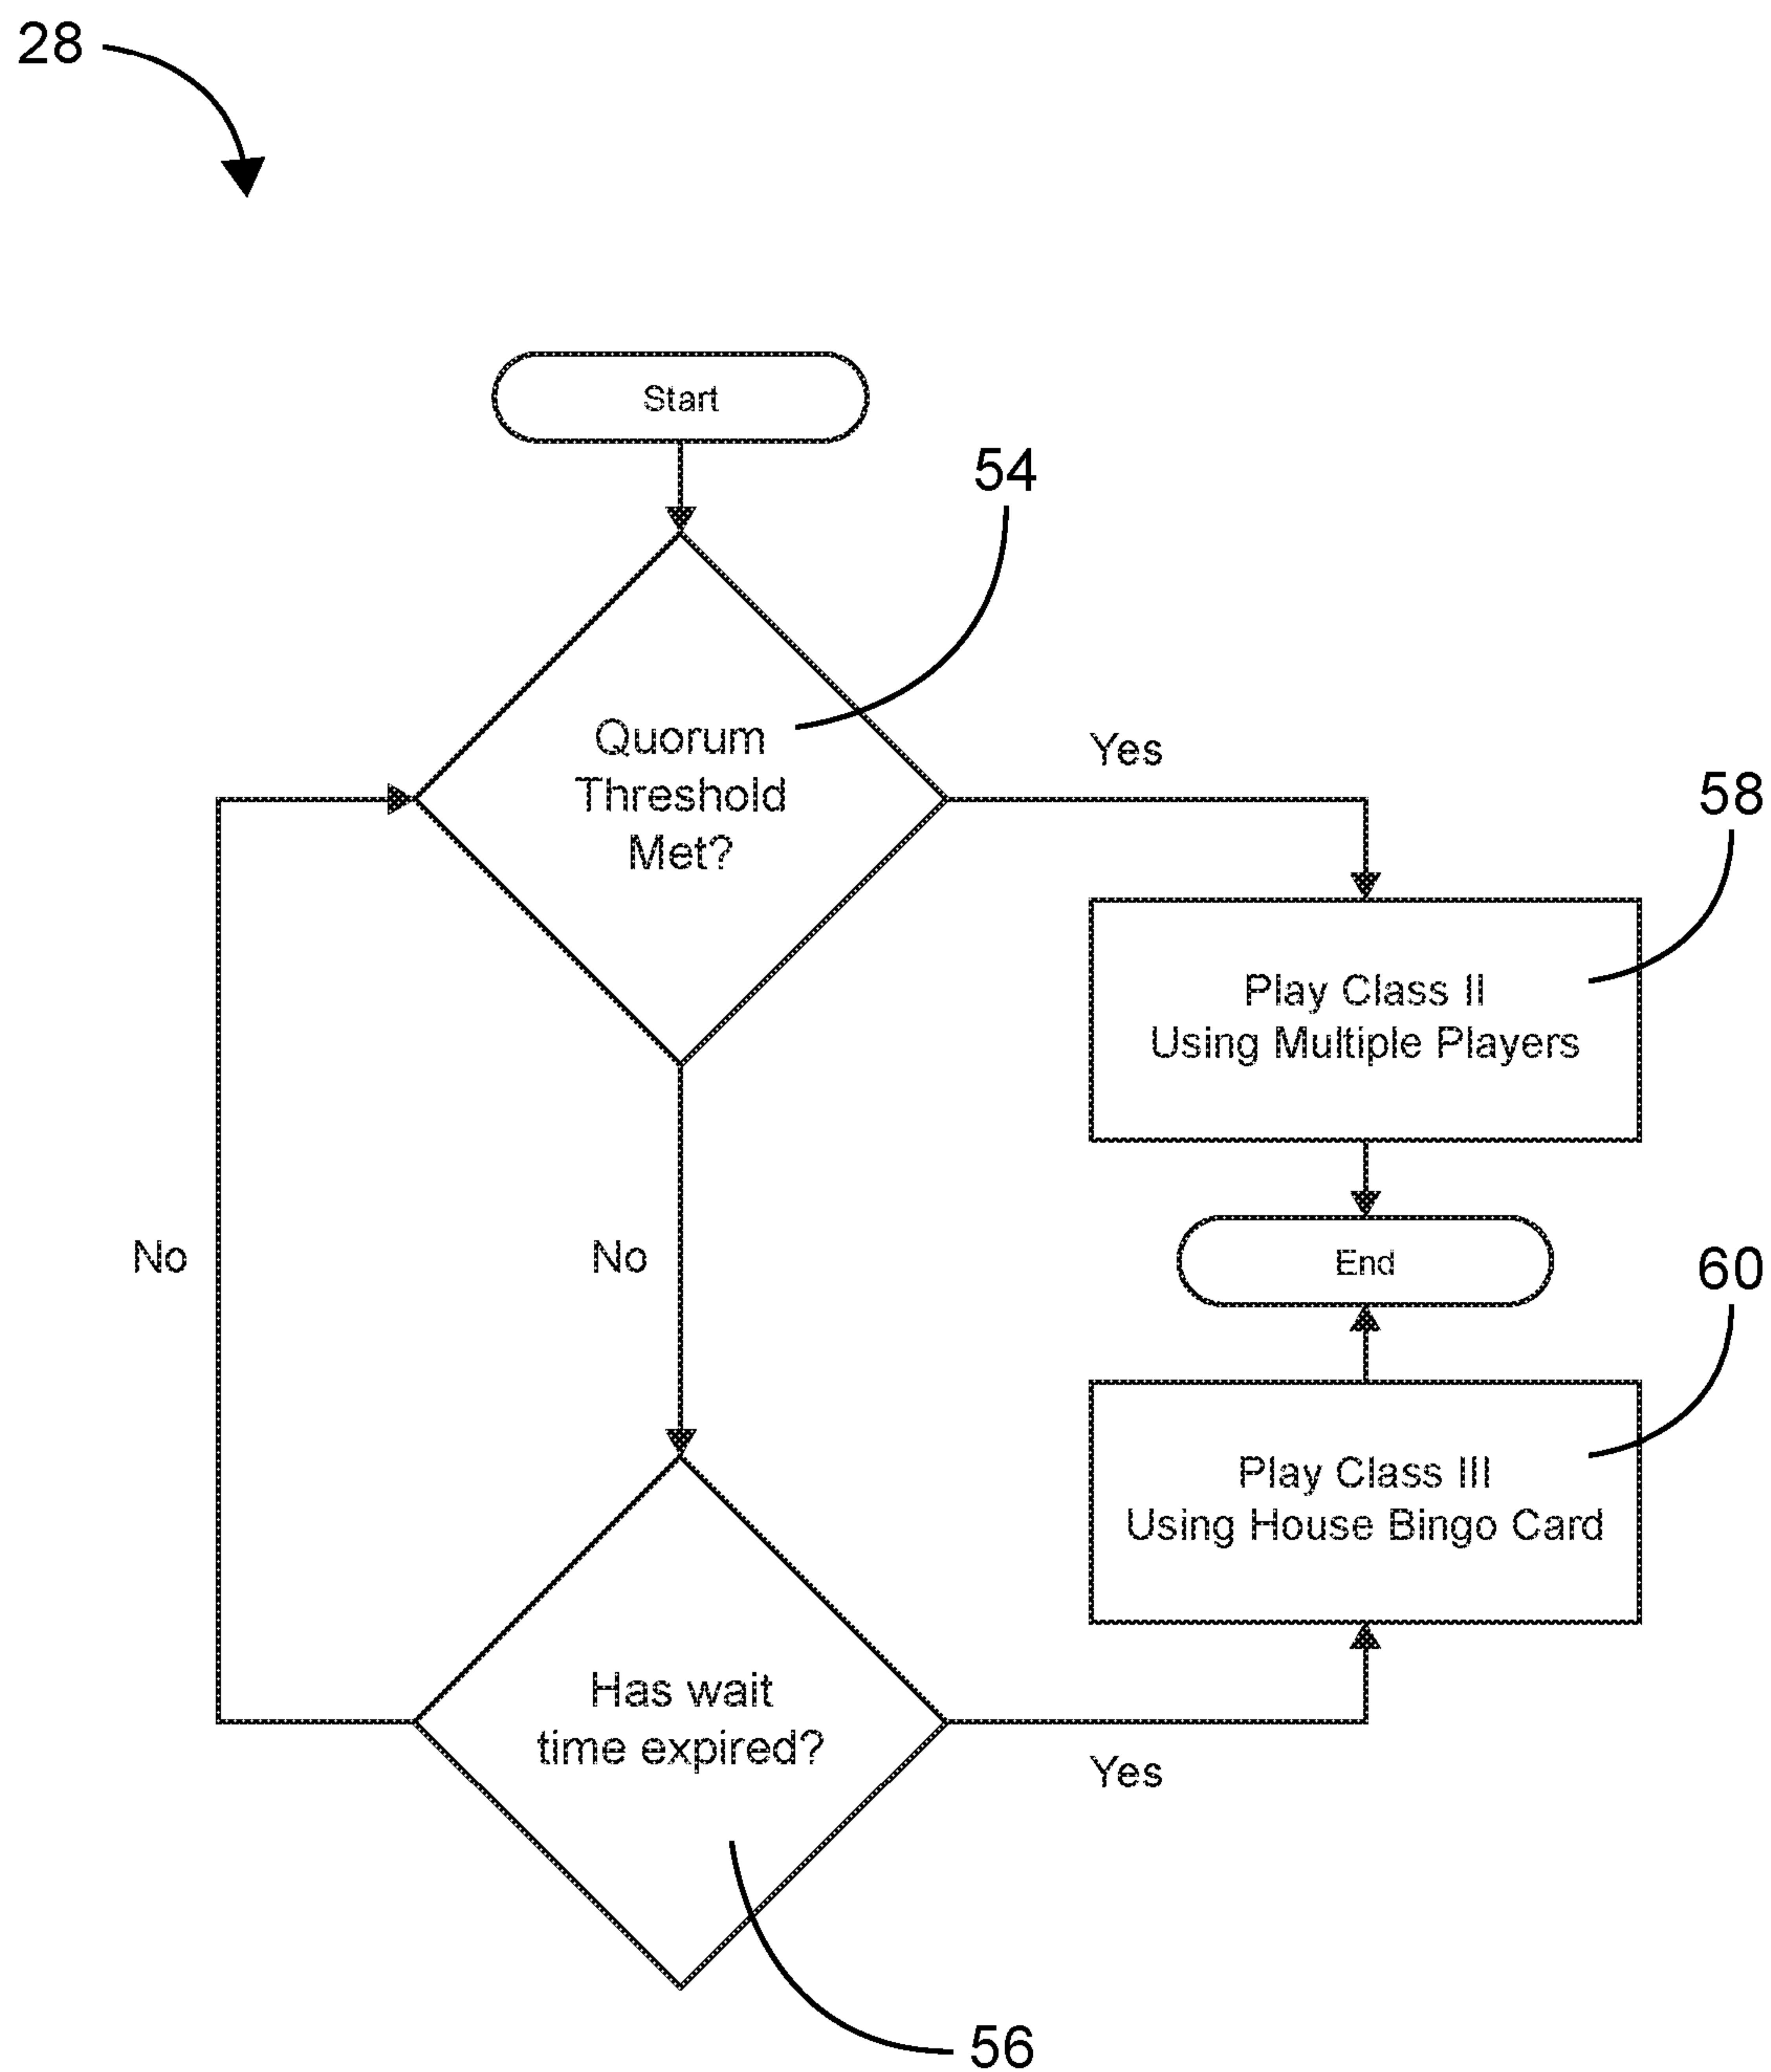 28
Start
54
Quorum
Threshold
Met?
Yes
58
Play Class II
Using Multiple Players
No
No
End
60
Play Class III
Using House Bingo Card
Has wait
time expired?
Yes
56